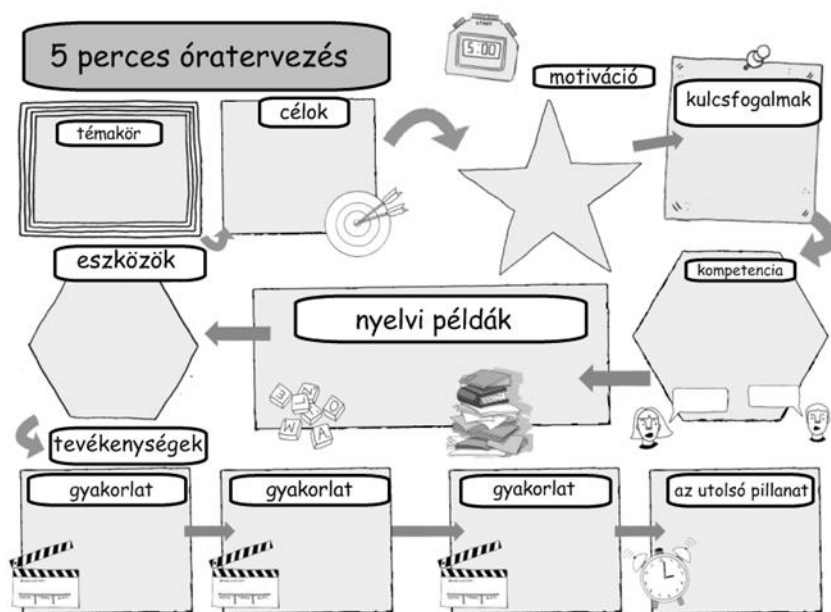 5 perces óratervezés
START
5:00
témakör
célok
motiváció
kulcsfogalmak
kompetencia
nyelvi példák
eszközök
tevékenységek
gyakorlat
gyakorlat
gyakorlat
az utolsó pillanat